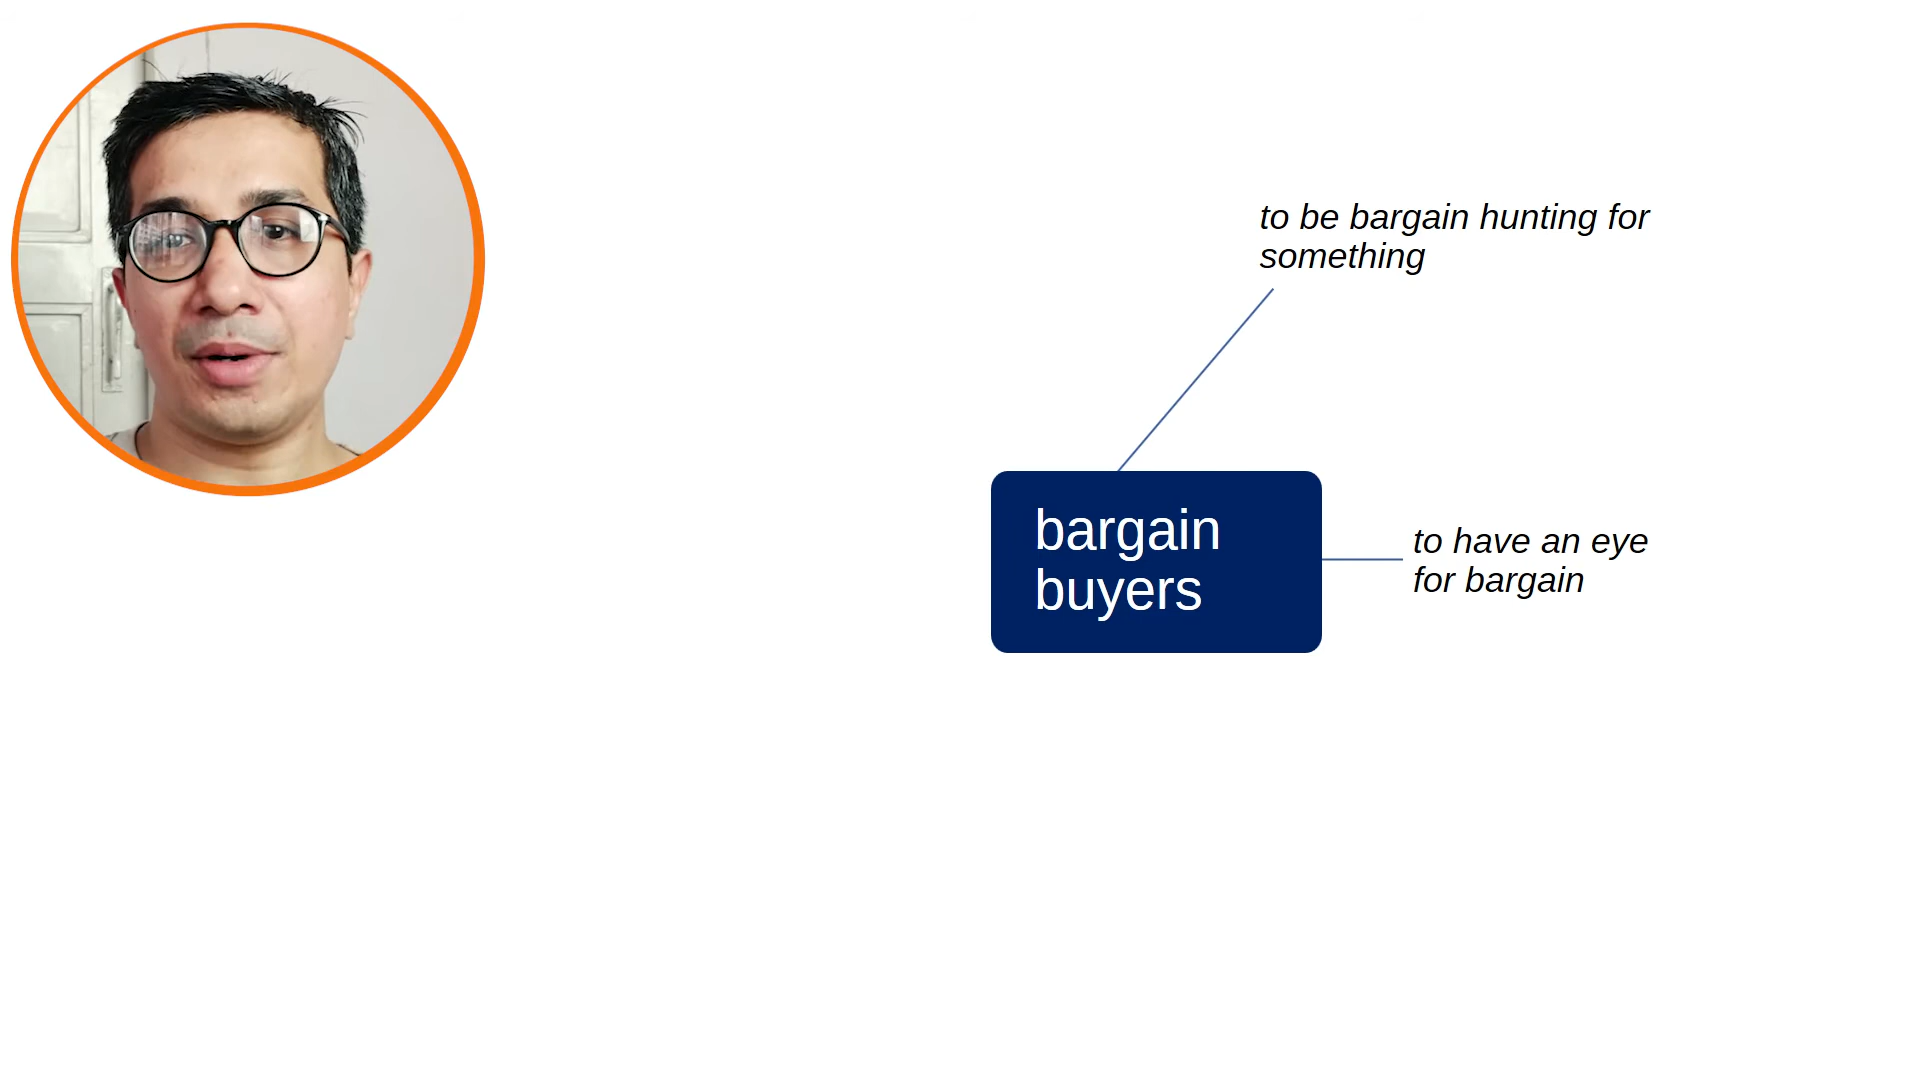 to be bargain hunting for
something
bargain
buyers
to have an eye
for bargain